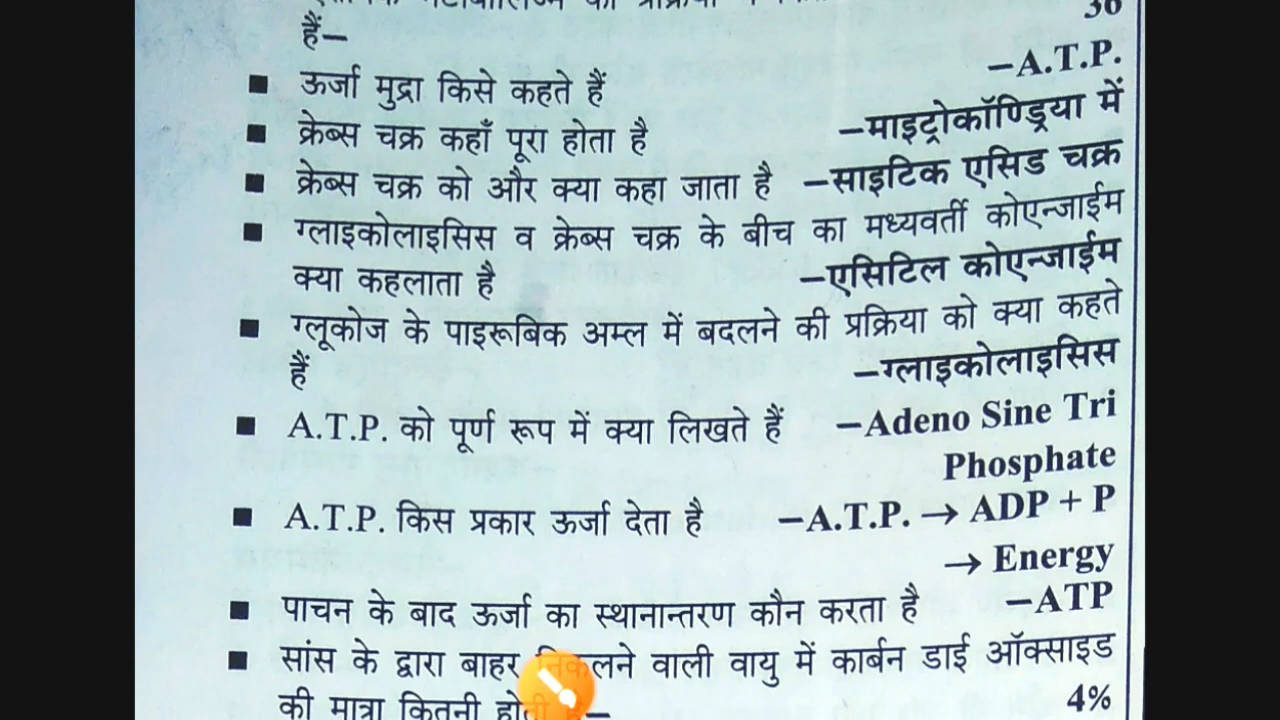 हैं–
■ ऊर्जा मुद्रा किसे कहते हैं –A.T.P.
■ क्रेब्स चक्र कहाँ पूरा होता है –माइट्रोकॉण्ड्रिया में
■ क्रेब्स चक्र को और क्या कहा जाता है –साइटिक एसिड चक्र
■ ग्लाइकोलाइसिस व क्रेब्स चक्र के बीच का मध्यवर्ती कोएन्जाईम
क्या कहलाता है –एसिटिल कोएन्जाईम
■ ग्लूकोज के पाइरूबिक अम्ल में बदलने की प्रक्रिया को क्या कहते
हैं –ग्लाइकोलाइसिस
■ A.T.P. को पूर्ण रूप में क्या लिखते हैं –Adeno Sine Tri
Phosphate
■ A.T.P. किस प्रकार ऊर्जा देता है –A.T.P. → ADP + P
→ Energy
■ पाचन के बाद ऊर्जा का स्थानान्तरण कौन करता है –ATP
■ सांस के द्वारा बाहर निकलने वाली वायु में कार्बन डाई ऑक्साइड
की मात्रा कितनी होती है– 4%